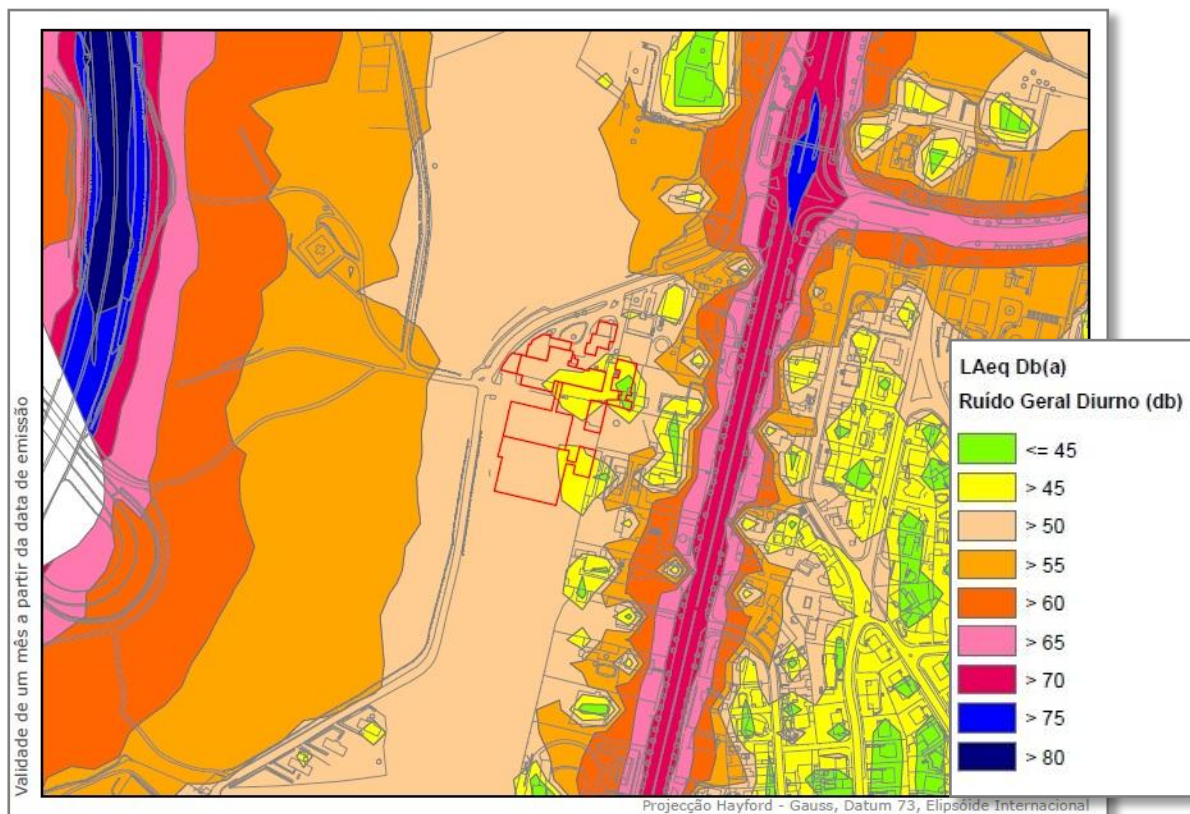 Validade de um mês a partir da data de emissão
LAeq Db(a)
Ruído Geral Diurno (db)
<= 45
> 45
> 50
> 55
> 60
> 65
> 70
> 75
> 80
Projecção Hayford - Gauss, Datum 73, Elipsóide Internacional